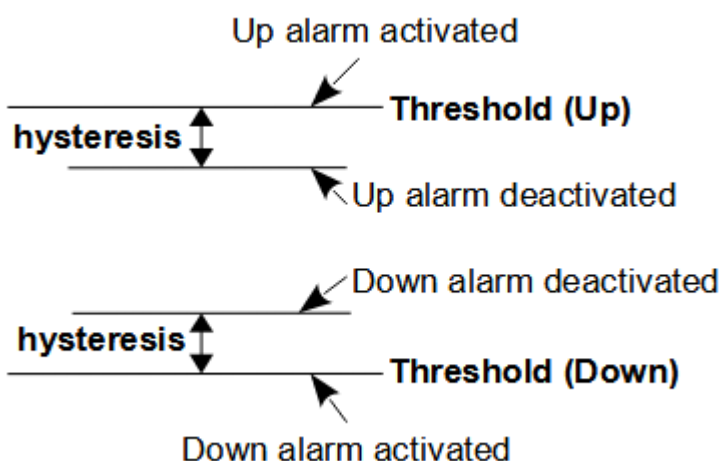 Up alarm activated
Threshold (Up)
hysteresis
Up alarm deactivated
Down alarm deactivated
hysteresis
Threshold (Down)
Down alarm activated